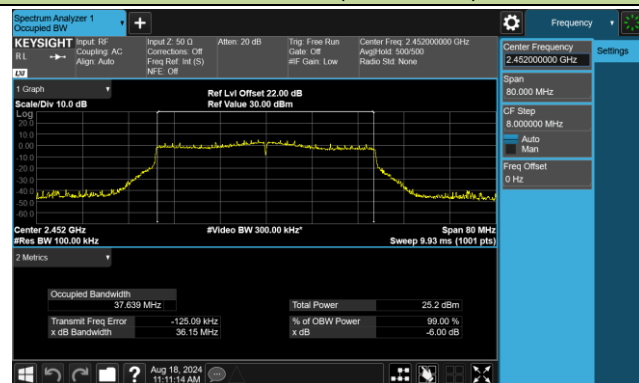 Spectrum Analyzer 1
Occupied BW
Frequency
KEYSIGHT
R L
Input: RF
Coupling: AC
Align: Auto
Input Z: 50 Ω
Corrections: Off
Freq Ref: Int (S)
NFE: Off
Atten: 20 dB
Trig: Free Run
Gate: Off
#IF Gain: Low
Center Freq: 2.452000000 GHz
Avg|Hold: 500/500
Radio Std: None
1 Graph
Scale/Div 10.0 dB
Ref Lvl Offset 22.00 dB
Ref Value 30.00 dBm
Log
20.0
10.0
0.00
-10.0
-20.0
-30.0
-40.0
-50.0
-60.0
Center 2.452 GHz
#Video BW 300.00 kHz*
Span 80 MHz
#Res BW 100.00 kHz
Sweep 9.93 ms (1001 pts)
2 Metrics
Occupied Bandwidth
37.639 MHz
Total Power 25.2 dBm
Transmit Freq Error -125.09 kHz
% of OBW Power 99.00 %
x dB Bandwidth 36.15 MHz
x dB -6.00 dB
Center Frequency
2.452000000 GHz
Settings
Span
80.000 MHz
CF Step
8.000000 MHz
Auto
Man
Freq Offset
0 Hz
Aug 18, 2024
11:11:14 AM